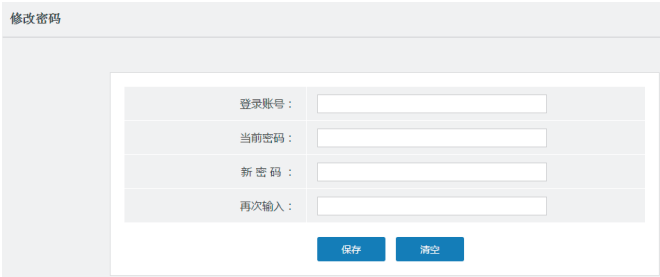 修改密码
登录账号：
当前密码：
新 密 码 ：
再次输入：
保存 清空